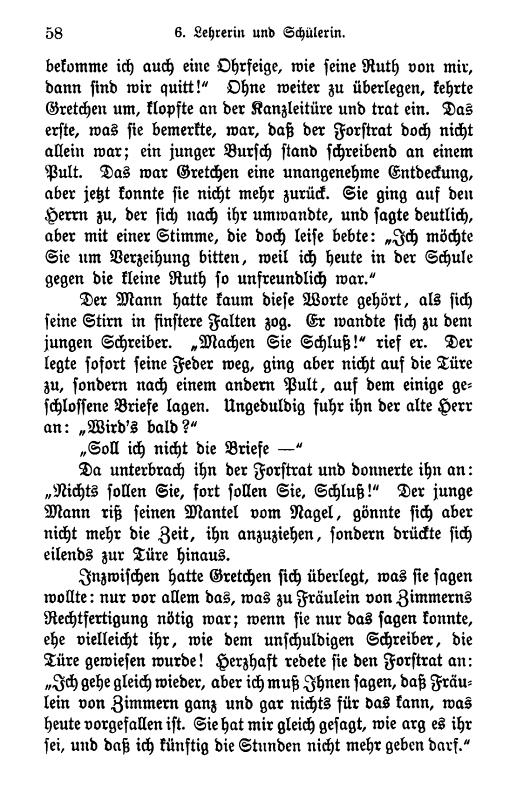 58
6. Lehrerin und Schülerin.
bekomme ich auch eine Ohrfeige, wie seine Ruth von mir,
dann sind wir quitt!“ Ohne weiter zu überlegen, kehrte
Gretchen um, klopfte an der Kanzleitüre und trat ein. Das
erste, was sie bemerkte, war, daß der Forstrat doch nicht
allein war; ein junger Bursch stand schreibend an einem
Pult. Das war Gretchen eine unangenehme Entdeckung,
aber jetzt konnte sie nicht mehr zurück. Sie ging auf den
Herrn zu, der sich nach ihr umwandte, und sagte deutlich,
aber mit einer Stimme, die doch leise bebte: „Ich möchte
Sie um Verzeihung bitten, weil ich heute in der Schule
gegen die kleine Ruth so unfreundlich war.“
Der Mann hatte kaum diese Worte gehört, als sich
seine Stirn in finstere Falten zog. Er wandte sich zu dem
jungen Schreiber. „Machen Sie Schluß!“ rief er. Der
legte sofort seine Feder weg, ging aber nicht auf die Türe
zu, sondern nach einem andern Pult, auf dem einige ge-
schlossene Briefe lagen. Ungeduldig fuhr ihn der alte Herr
an: „Wird's bald?“
„Soll ich nicht die Briefe —“
Da unterbrach ihn der Forstrat und donnerte ihn an:
„Nichts sollen Sie, fort sollen Sie, Schluß!“ Der junge
Mann riß seinen Mantel vom Nagel, gönnte sich aber
nicht mehr die Zeit, ihn anzuziehen, sondern drückte sich
eilends zur Türe hinaus.
Inzwischen hatte Gretchen sich überlegt, was sie sagen
wollte: nur vor allem das, was zu Fräulein von Zimmerns
Rechtfertigung nötig war; wenn sie nur das sagen konnte,
ehe vielleicht ihr, wie dem unschuldigen Schreiber, die
Türe gewiesen wurde! Herzhaft redete sie den Forstrat an:
„Ich gehe gleich wieder, aber ich muß Ihnen sagen, daß Fräu-
lein von Zimmern ganz und gar nichts für das kann, was
heute vorgefallen ist. Sie hat mir gleich gesagt, wie arg es ihr
sei, und daß ich künftig die Stunden nicht mehr geben darf.“